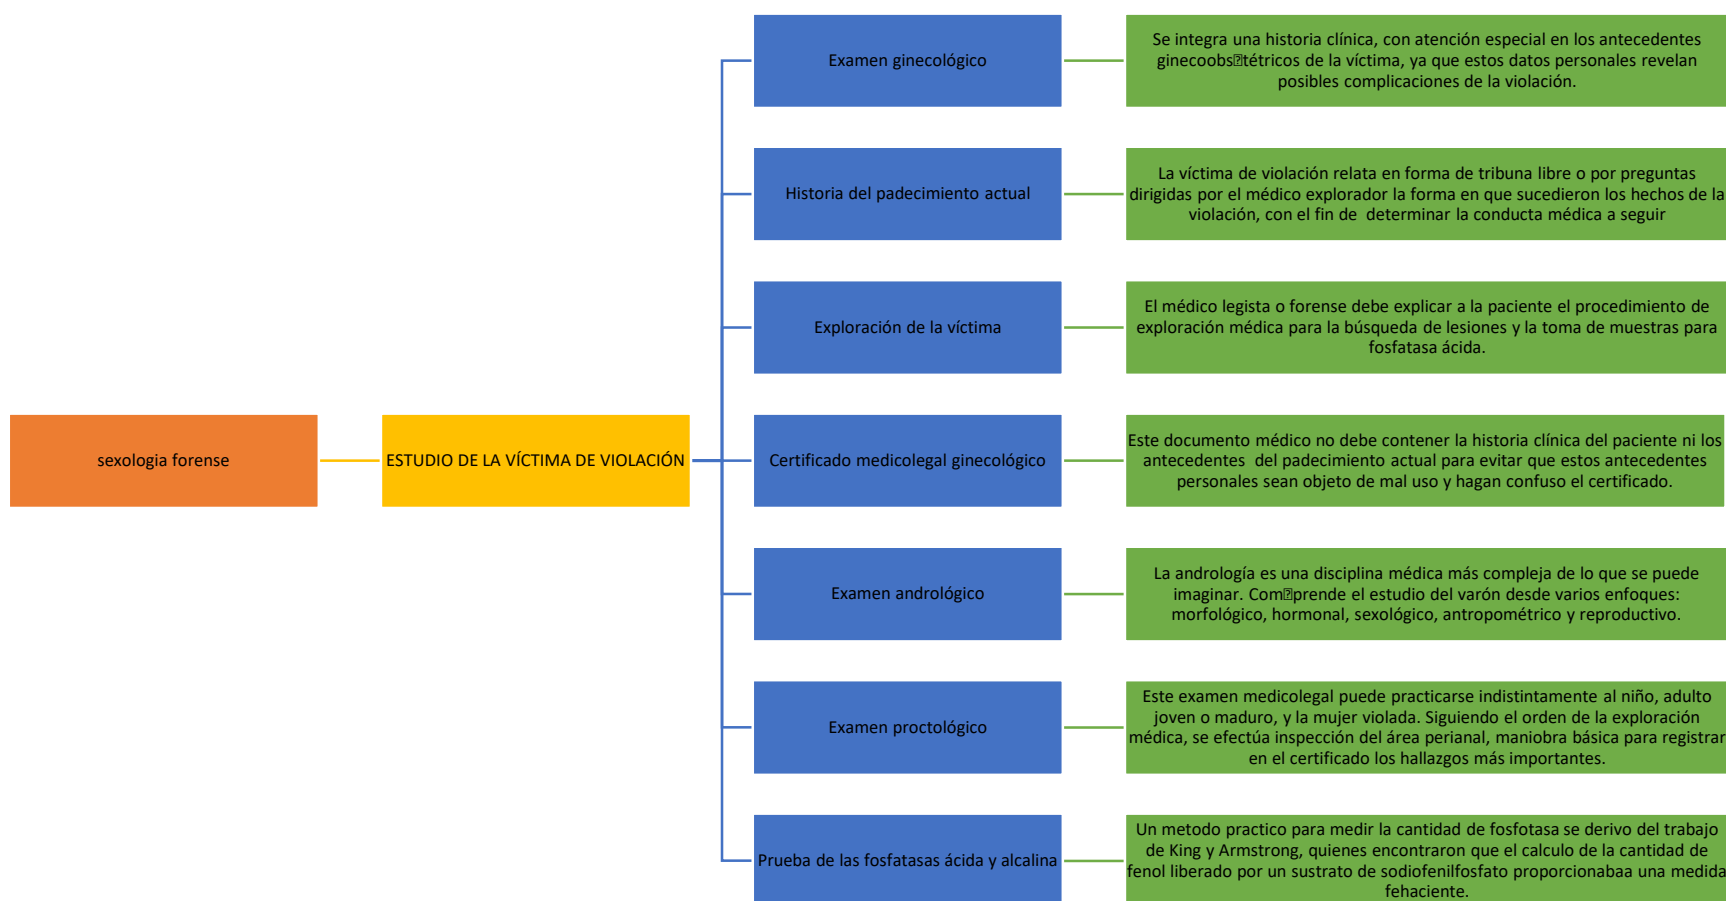 sexologia forense
ESTUDIO DE LA VÍCTIMA DE VIOLACIÓN
Examen ginecológico
Se integra una historia clínica, con atención especial en los antecedentes
ginecoobs�tétricos de la víctima, ya que estos datos personales revelan
posibles complicaciones de la violación.
Historia del padecimiento actual
La víctima de violación relata en forma de tribuna libre o por preguntas
dirigidas por el médico explorador la forma en que sucedieron los hechos de la
violación, con el fin de  determinar la conducta médica a seguir
Exploración de la víctima
El médico legista o forense debe explicar a la paciente el procedimiento de
exploración médica para la búsqueda de lesiones y la toma de muestras para
fosfatasa ácida.
Certificado medicolegal ginecológico
Este documento médico no debe contener la historia clínica del paciente ni los
antecedentes  del padecimiento actual para evitar que estos antecedentes
personales sean objeto de mal uso y hagan confuso el certificado.
Examen andrológico
La andrología es una disciplina médica más compleja de lo que se puede
imaginar. Com�prende el estudio del varón desde varios enfoques:
morfológico, hormonal, sexológico, antropométrico y reproductivo.
Examen proctológico
Este examen medicolegal puede practicarse indistintamente al niño, adulto
joven o maduro, y la mujer violada. Siguiendo el orden de la exploración
médica, se efectúa inspección del área perianal, maniobra básica para registrar
en el certificado los hallazgos más importantes.
Prueba de las fosfatasas ácida y alcalina
Un metodo practico para medir la cantidad de fosfotasa se derivo del trabajo
de King y Armstrong, quienes encontraron que el calculo de la cantidad de
fenol liberado por un sustrato de sodiofenilfosfato proporcionabaa una medida
fehaciente.